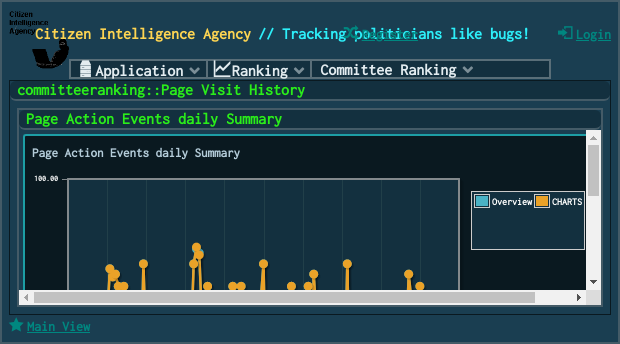 Citizen
Intelligence
Agency
Citizen Intelligence Agency // Tracking politicians like bugs!
Register
Login
Application
Ranking
Committee Ranking
committeeranking::Page Visit History
Page Action Events daily Summary
Page Action Events daily Summary
100.00
Overview
CHARTS
Main View